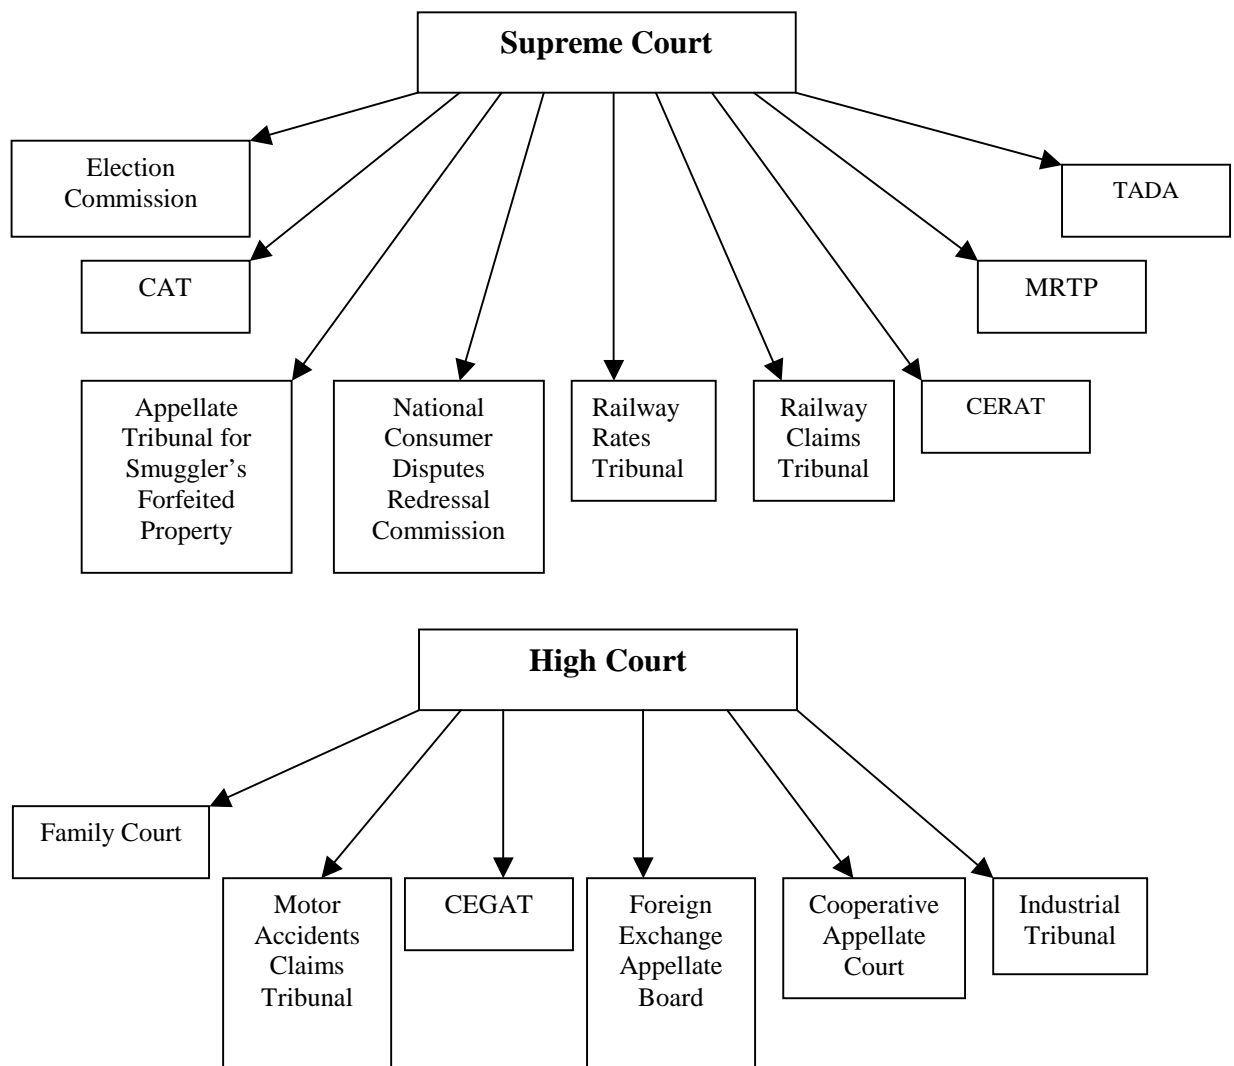 Supreme Court
Election
Commission
TADA
CAT
MRTP
Appellate
Tribunal for
Smuggler’s
Forfeited
Property
National
Consumer
Disputes
Redressal
Commission
Railway
Rates
Tribunal
Railway
Claims
Tribunal
CERAT
High Court
Family Court
Motor
Accidents
Claims
Tribunal
CEGAT
Foreign
Exchange
Appellate
Board
Cooperative
Appellate
Court
Industrial
Tribunal